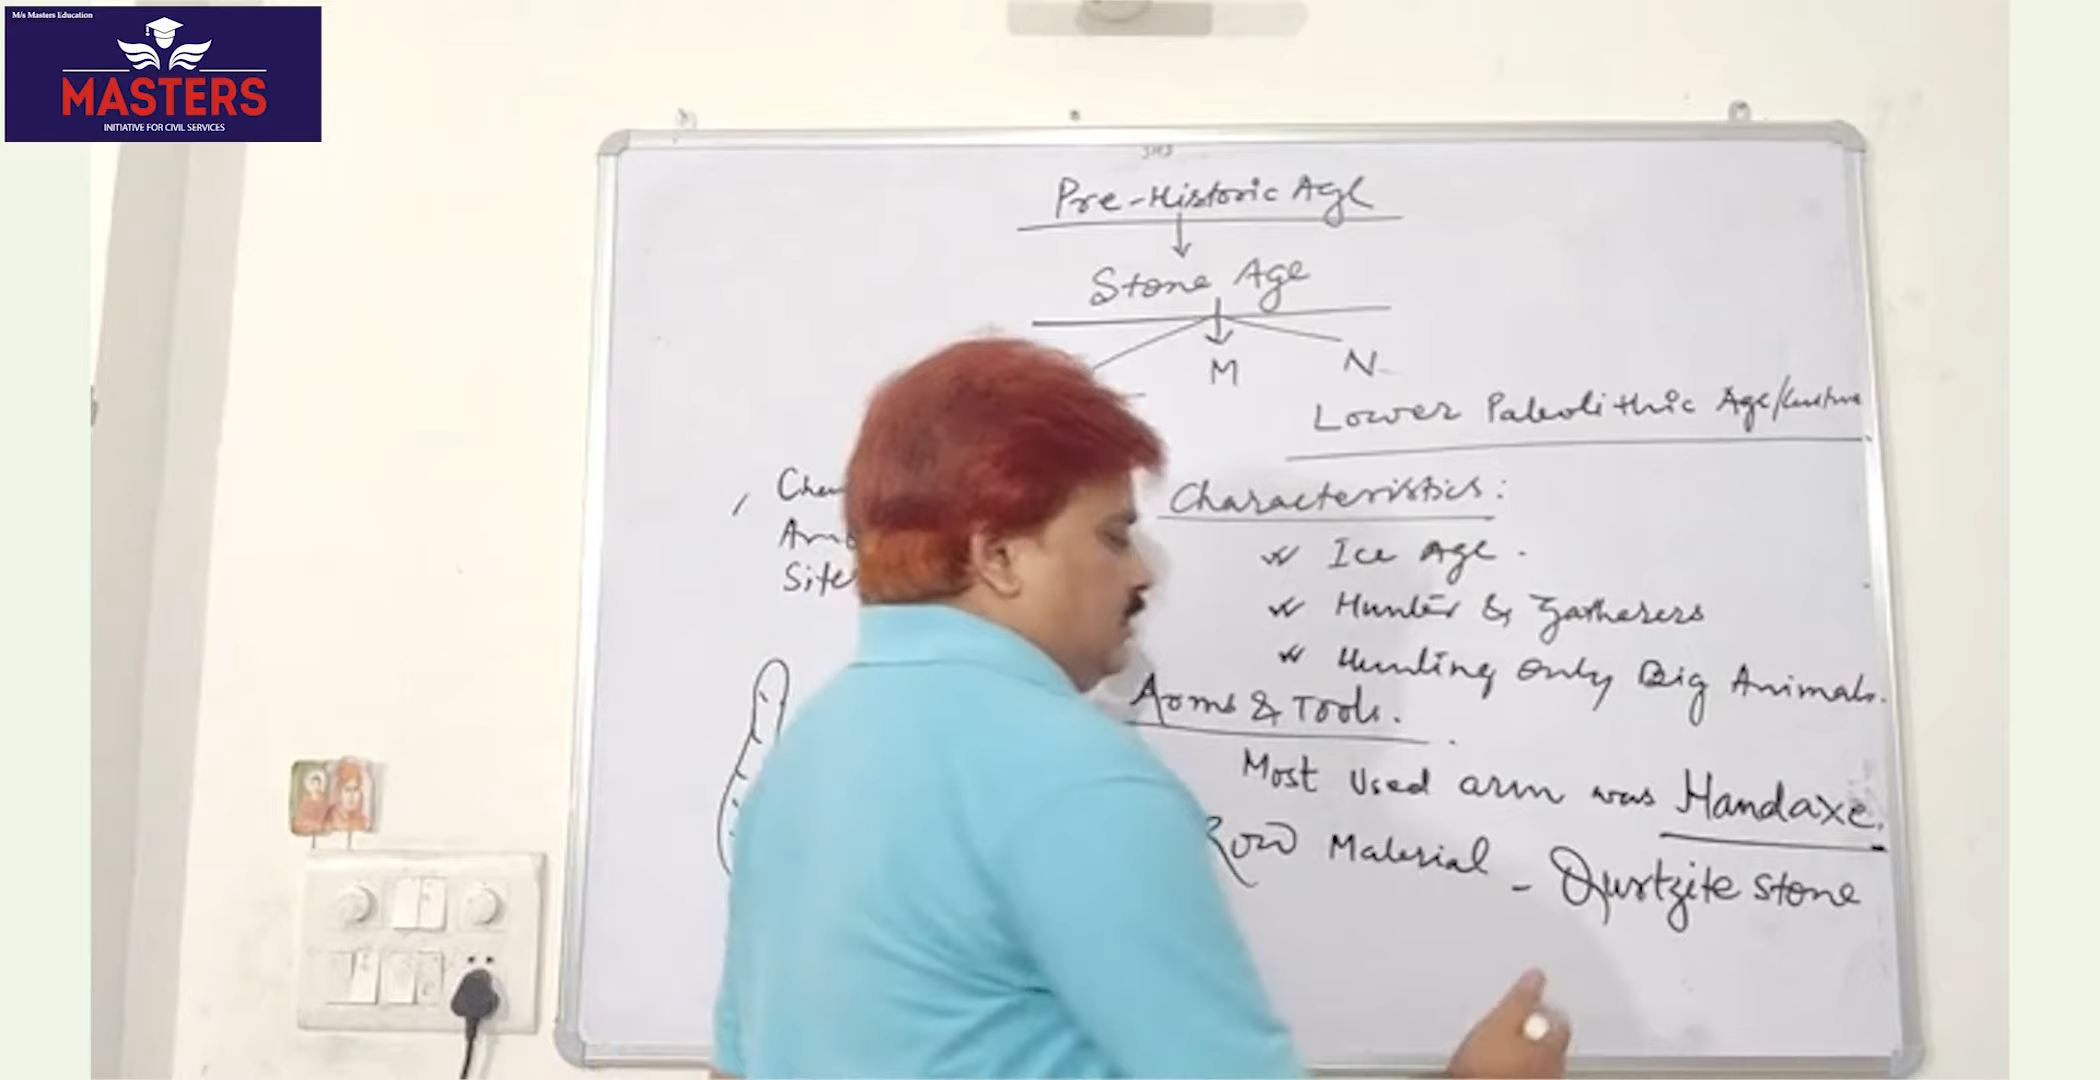 M/s Masters Education
MASTERS
INITIATIVE FOR CIVIL SERVICES
Pre-Historic Age
Stone Age
M
N
Lower Paleolithic Age/
Characteristics:
Ice Age.
Hunter & gatherers
Hunting only Big Animals.
Arms & Tools.
Most Used arm was Handaxe.
Row Material - Qurtzite stone
Site